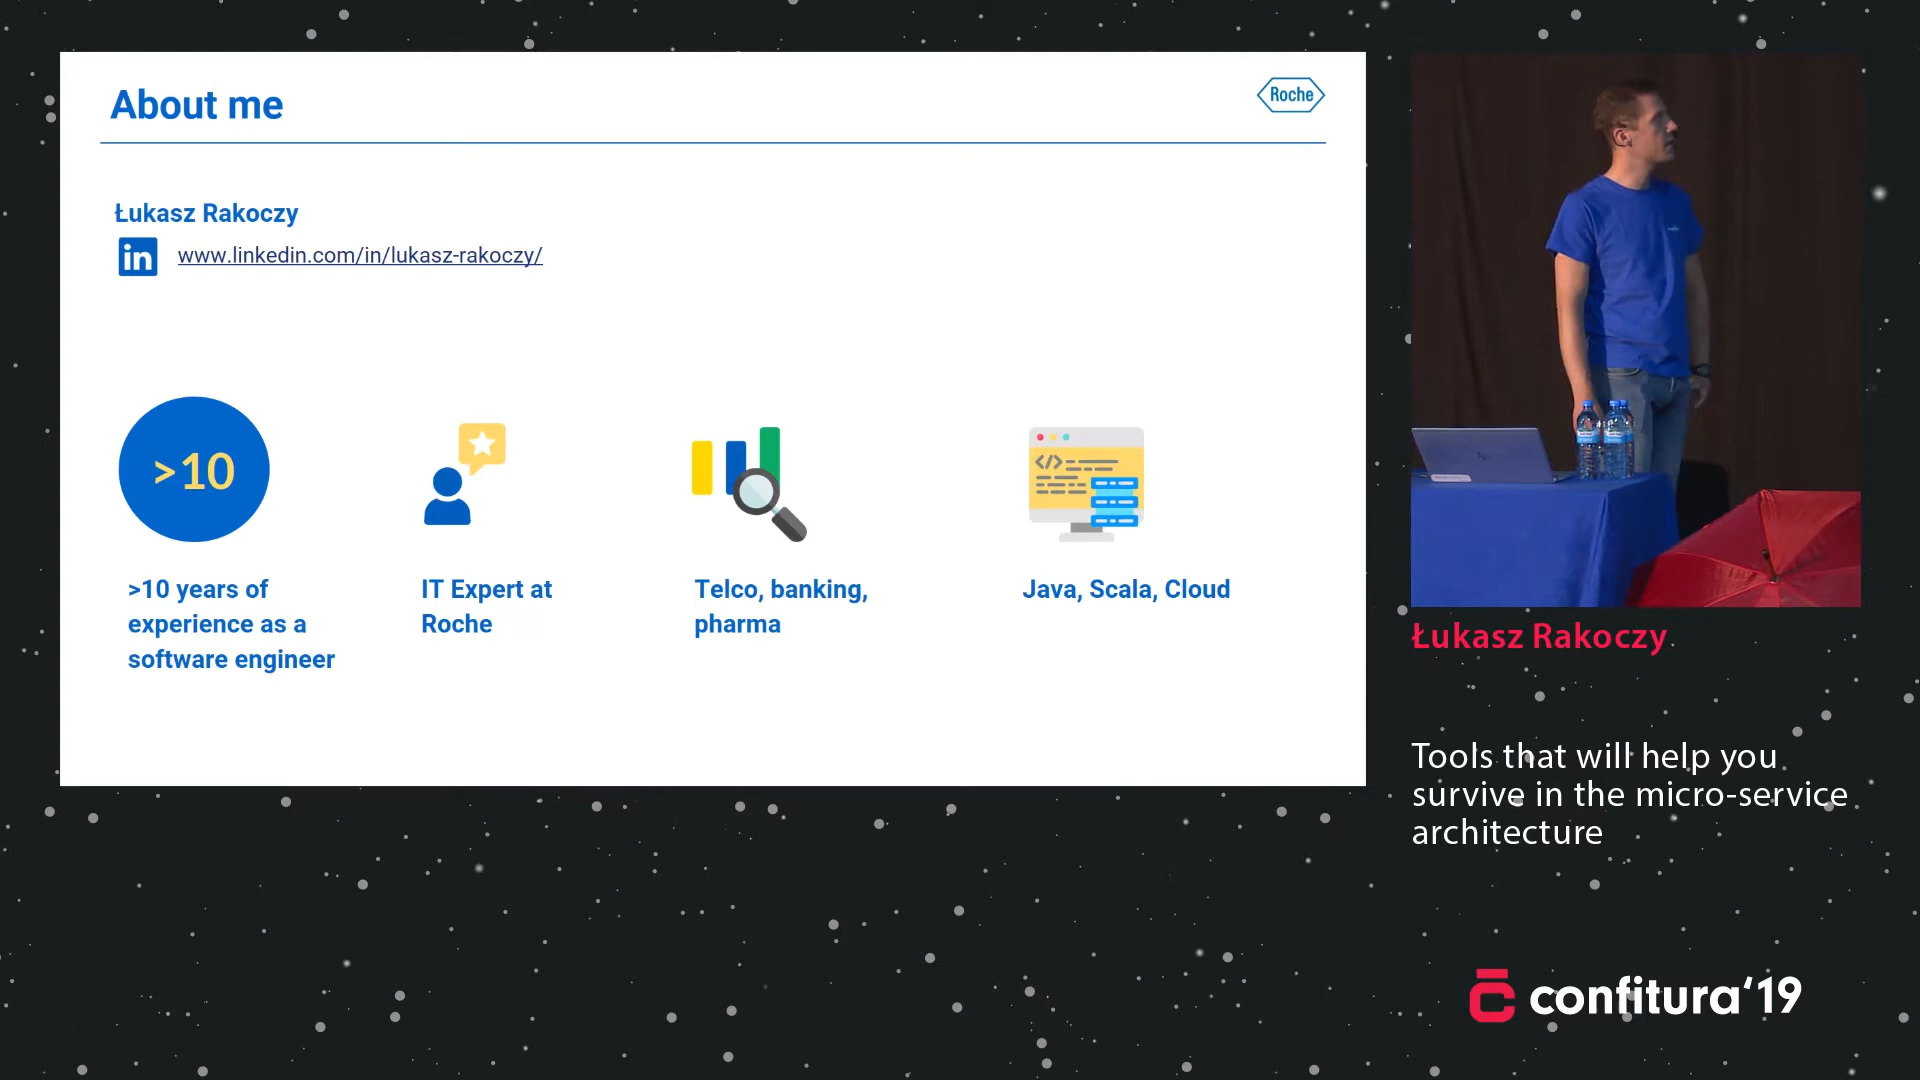 About me
Roche
Łukasz Rakoczy
in
www.linkedin.com/in/lukasz-rakoczy/
>10
>10 years of
experience as a
software engineer
IT Expert at
Roche
Telco, banking,
pharma
</>
Java, Scala, Cloud
Łukasz Rakoczy
Tools that will help you
survive in the micro-service
architecture
c confitura‘19